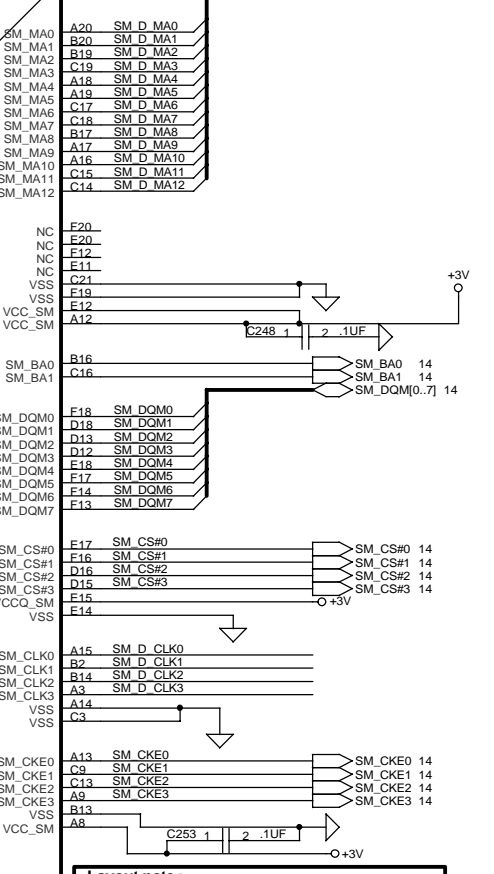 SM_MA0 A20 SM_D_MA0
SM_MA1 B20 SM_D_MA1
SM_MA2 B19 SM_D_MA2
SM_MA3 C19 SM_D_MA3
SM_MA4 A18 SM_D_MA4
SM_MA5 A19 SM_D_MA5
SM_MA6 C17 SM_D_MA6
SM_MA7 C18 SM_D_MA7
SM_MA8 B17 SM_D_MA8
SM_MA9 A17 SM_D_MA9
SM_MA10 A16 SM_D_MA10
SM_MA11 C15 SM_D_MA11
SM_MA12 C14 SM_D_MA12
NC F20
NC E20
NC F12
NC E11
VSS C21
VSS F19
+3V
VCC_SM E12
VCC_SM A12
C248 1 2 .1UF
SM_BA0 B16 SM_BA0 14
SM_BA1 C16 SM_BA1 14
SM_DQM[0..7] 14
SM_DQM0 F18 SM_DQM0
SM_DQM1 D18 SM_DQM1
SM_DQM2 D13 SM_DQM2
SM_DQM3 D12 SM_DQM3
SM_DQM4 E18 SM_DQM4
SM_DQM5 F17 SM_DQM5
SM_DQM6 F14 SM_DQM6
SM_DQM7 F13 SM_DQM7
SM_CS#0 E17 SM_CS#0 SM_CS#0 14
SM_CS#1 F16 SM_CS#1 SM_CS#1 14
SM_CS#2 D16 SM_CS#2 SM_CS#2 14
SM_CS#3 D15 SM_CS#3 SM_CS#3 14
VCCQ_SM F15 +3V
VSS E14
SM_CLK0 A15 SM_D_CLK0
SM_CLK1 B2 SM_D_CLK1
SM_CLK2 B14 SM_D_CLK2
SM_CLK3 A3 SM_D_CLK3
VSS A14
VSS C3
SM_CKE0 A13 SM_CKE0 SM_CKE0 14
SM_CKE1 C9 SM_CKE1 SM_CKE1 14
SM_CKE2 C13 SM_CKE2 SM_CKE2 14
SM_CKE3 A9 SM_CKE3 SM_CKE3 14
VSS B13
VCC_SM A8
C253 1 2 .1UF
+3V
Layout note: